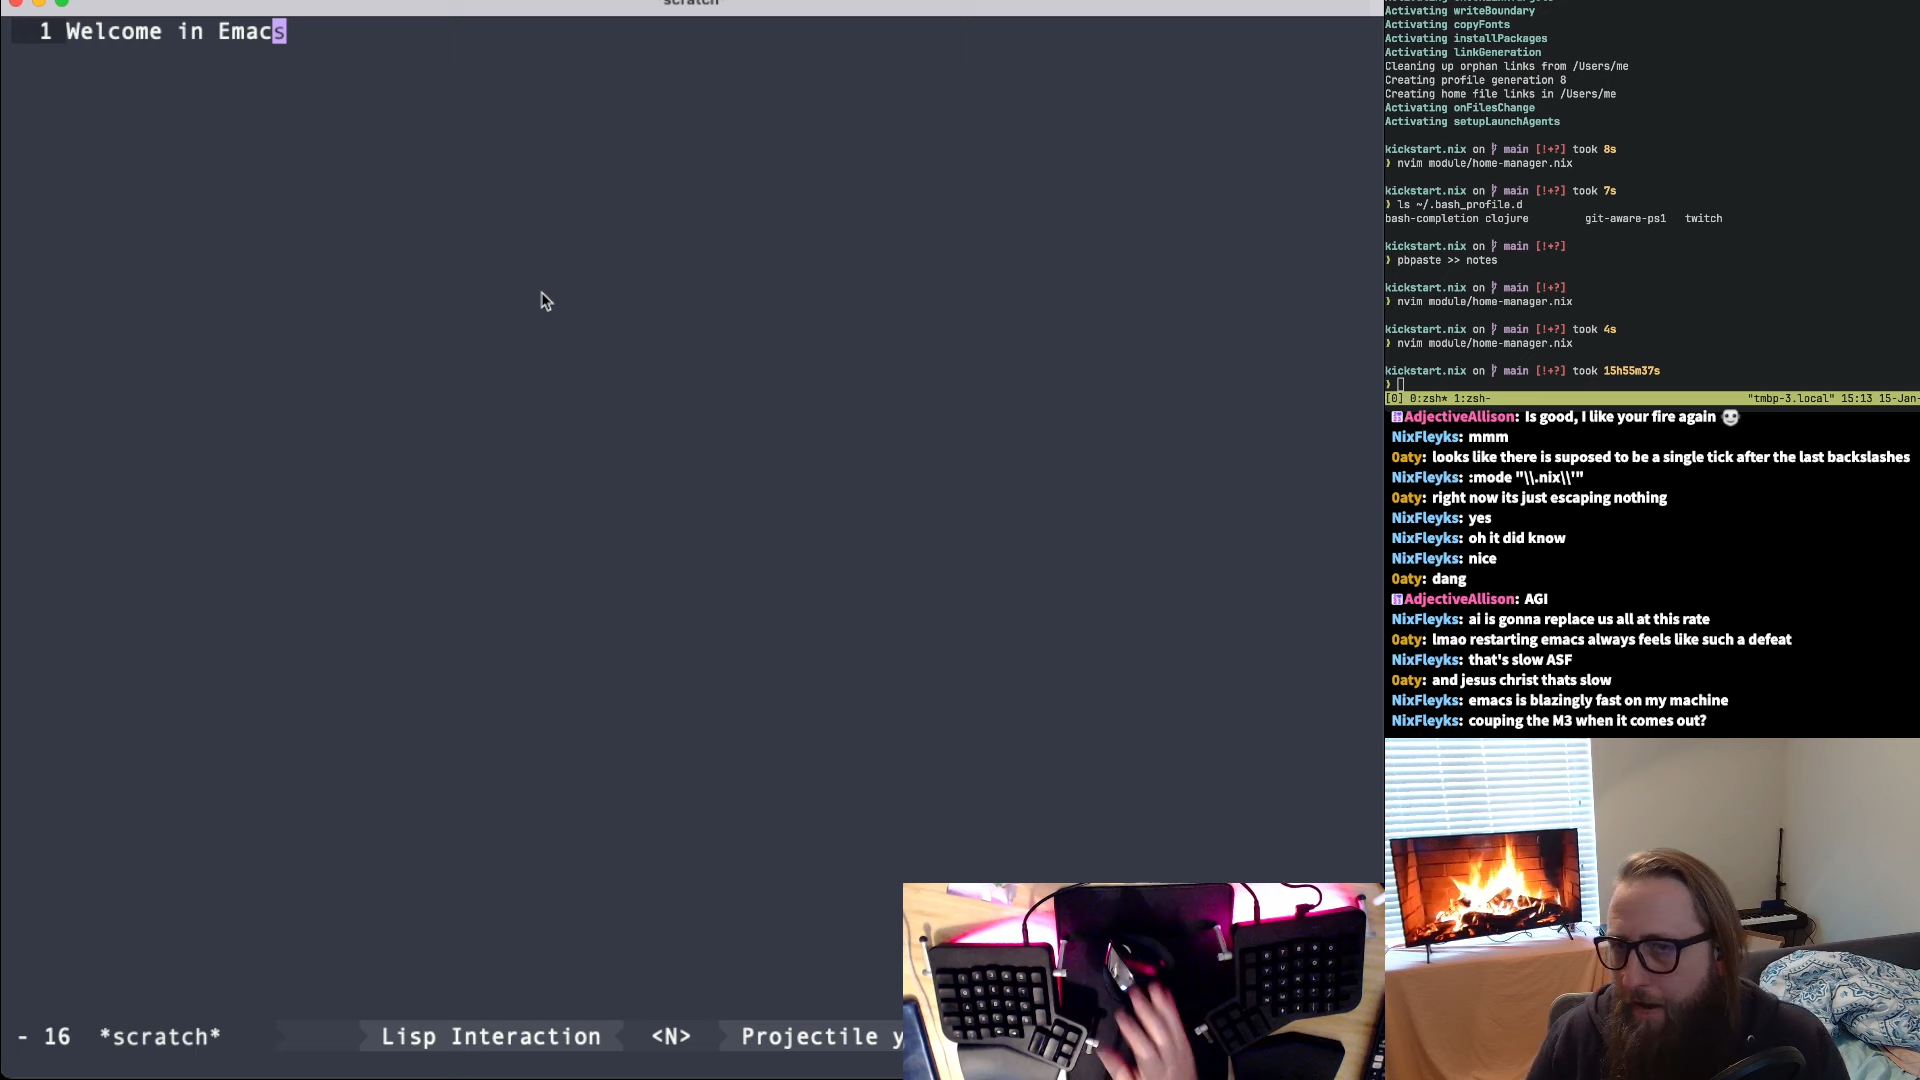 *scratch*
1 Welcome in Emacs
- 16 *scratch* Lisp Interaction <N> Projectile y
Activating writeBoundary
Activating copyFonts
Activating installPackages
Activating linkGeneration
Cleaning up orphan links from /Users/me
Creating profile generation 8
Creating home file links in /Users/me
Activating onFilesChange
Activating setupLaunchAgents
kickstart.nix on main [!+?] took 8s
❯ nvim module/home-manager.nix
kickstart.nix on main [!+?] took 7s
❯ ls ~/.bash_profile.d
bash-completion clojure git-aware-ps1 twitch
kickstart.nix on main [!+?]
❯ pbpaste >> notes
kickstart.nix on main [!+?]
❯ nvim module/home-manager.nix
kickstart.nix on main [!+?] took 4s
❯ nvim module/home-manager.nix
kickstart.nix on main [!+?] took 15h55m37s
❯
[0] 0:zsh* 1:zsh- "tmbp-3.local" 15:13 15-Jan-
AdjectiveAllison: Is good, I like your fire again
NixFleyks: mmm
0aty: looks like there is suposed to be a single tick after the last backslashes
NixFleyks: :mode "\\.nix\\'"
0aty: right now its just escaping nothing
NixFleyks: yes
NixFleyks: oh it did know
NixFleyks: nice
0aty: dang
AdjectiveAllison: AGI
NixFleyks: ai is gonna replace us all at this rate
0aty: lmao restarting emacs always feels like such a defeat
NixFleyks: that's slow ASF
0aty: and jesus christ thats slow
NixFleyks: emacs is blazingly fast on my machine
NixFleyks: couping the M3 when it comes out?